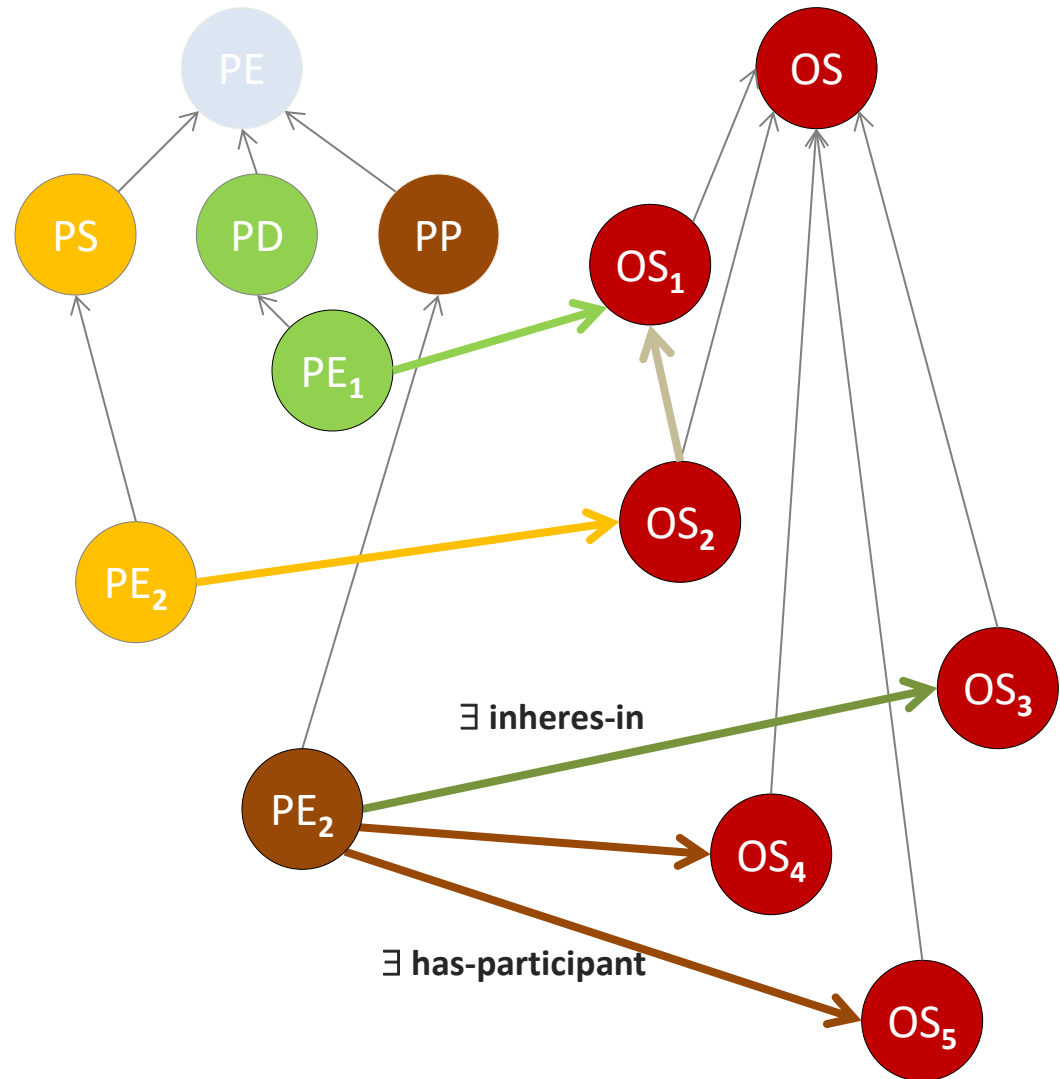 PE
OS
PS
PD
PP
OS₁
PE₁
OS₂
PE₂
∃ inheres-in
OS₃
PE₂
OS₄
∃ has-participant
OS₅